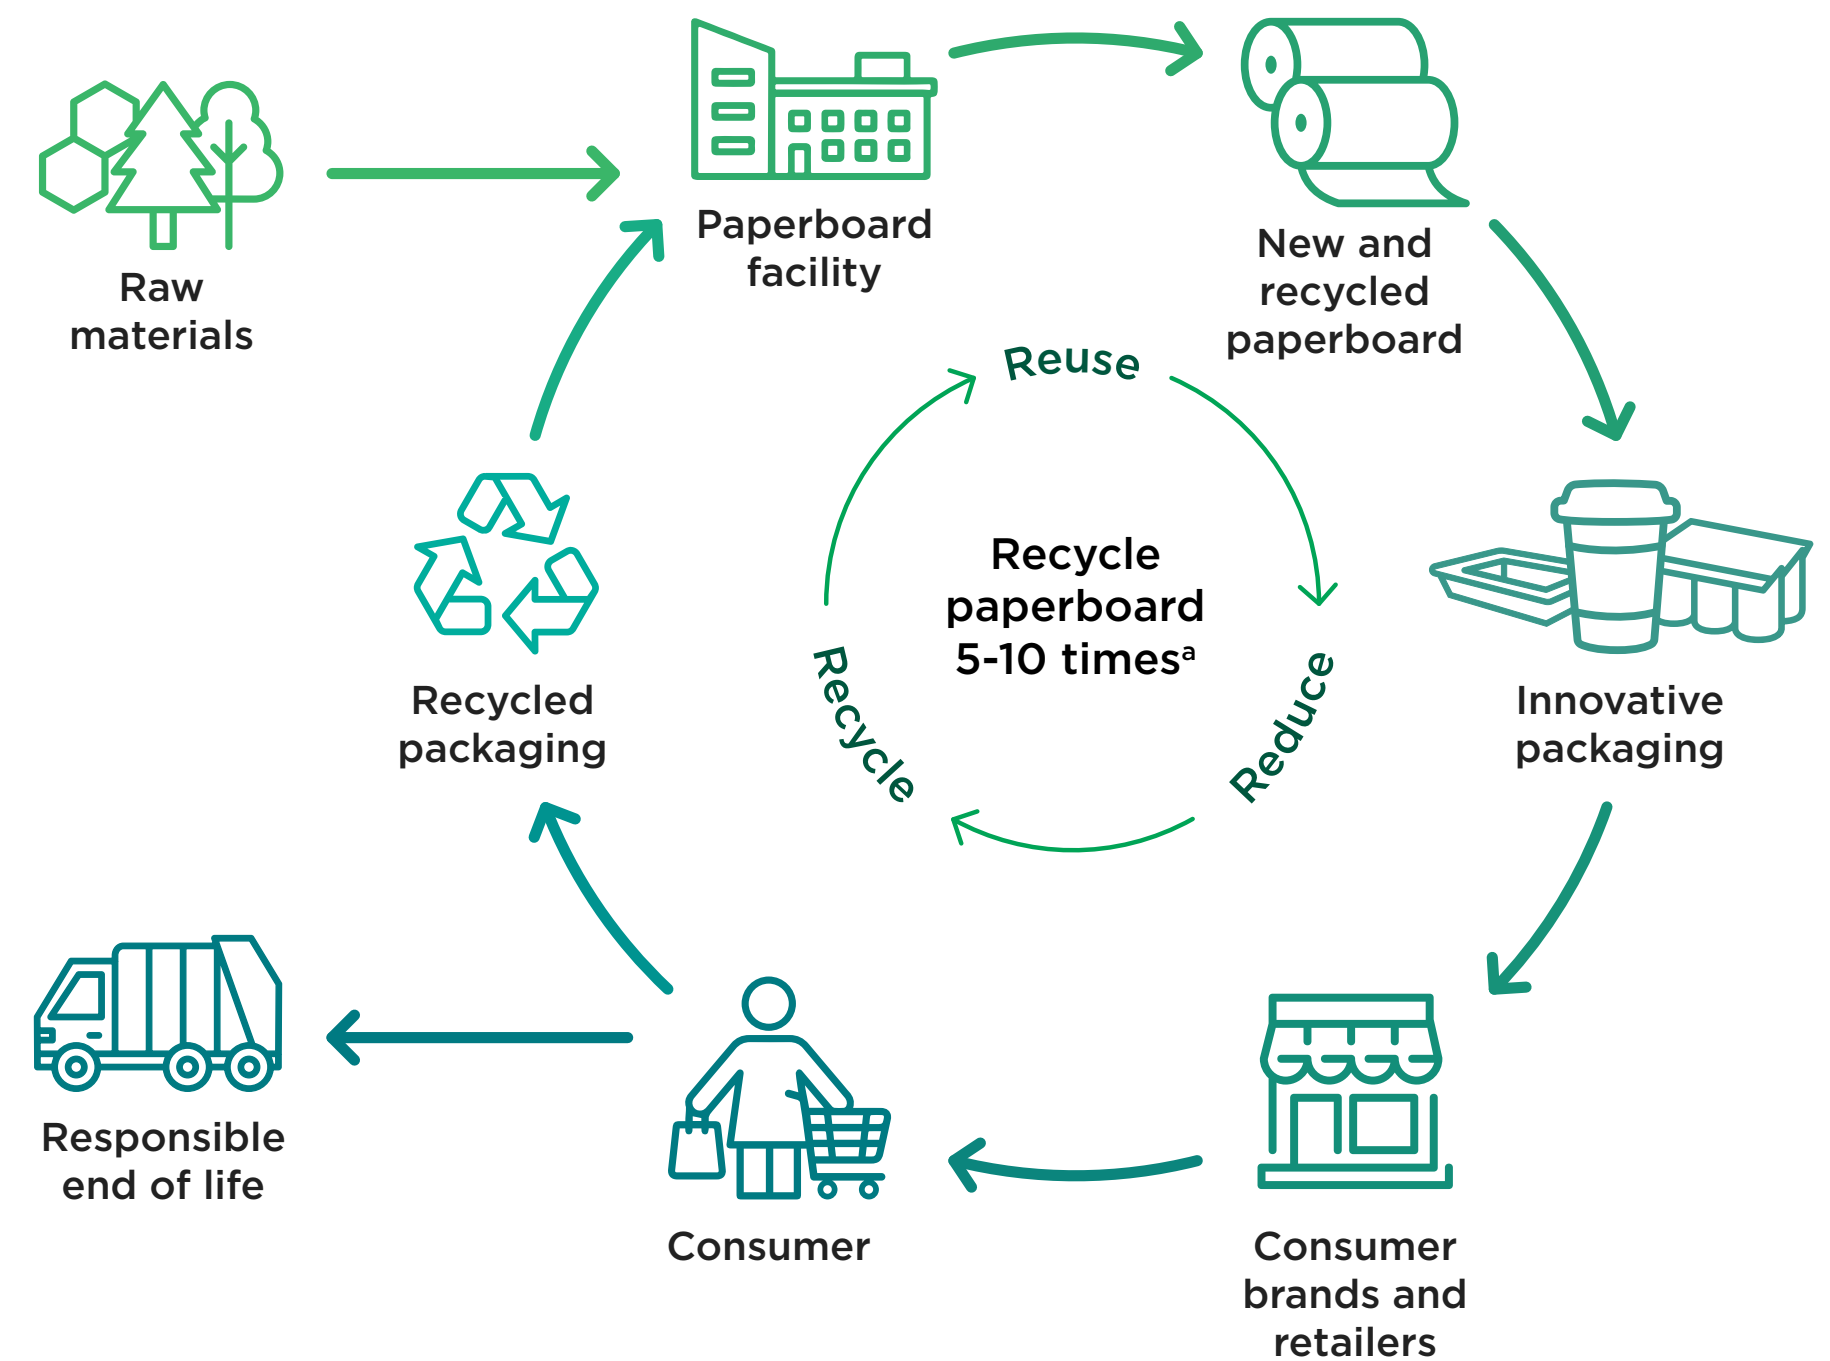 Raw
materials
Paperboard
facility
New and
recycled
paperboard
Reuse
Recycle
paperboard
5-10 timesᵃ
Reduce
Recycle
Recycled
packaging
Innovative
packaging
Responsible
end of life
Consumer
Consumer
brands and
retailers